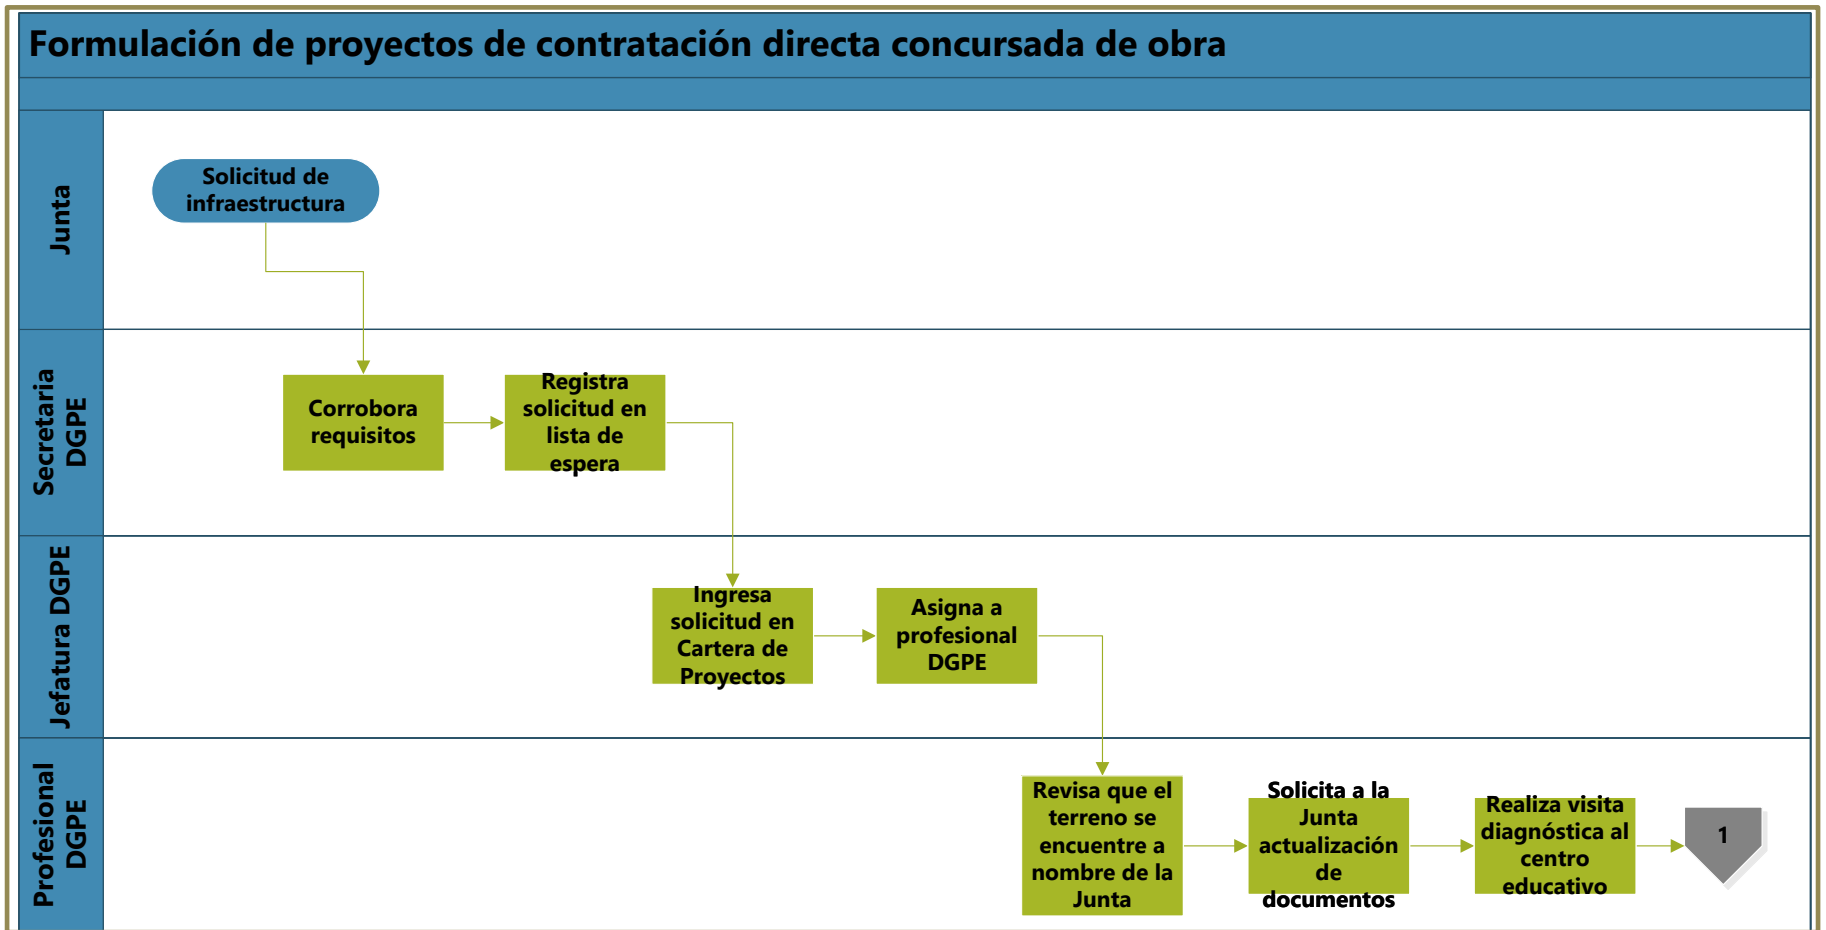 Formulación de proyectos de contratación directa concursada de obra
Junta
Solicitud de
infraestructura
Secretaria
DGPE
Corrobora
requisitos
Registra
solicitud en
lista de
espera
Jefatura DGPE
Ingresa
solicitud en
Cartera de
Proyectos
Asigna a
profesional
DGPE
Profesional
DGPE
Revisa que el
terreno se
encuentre a
nombre de la
Junta
Solicita a la
Junta
actualización
de
documentos
Realiza visita
diagnóstica al
centro
educativo
1